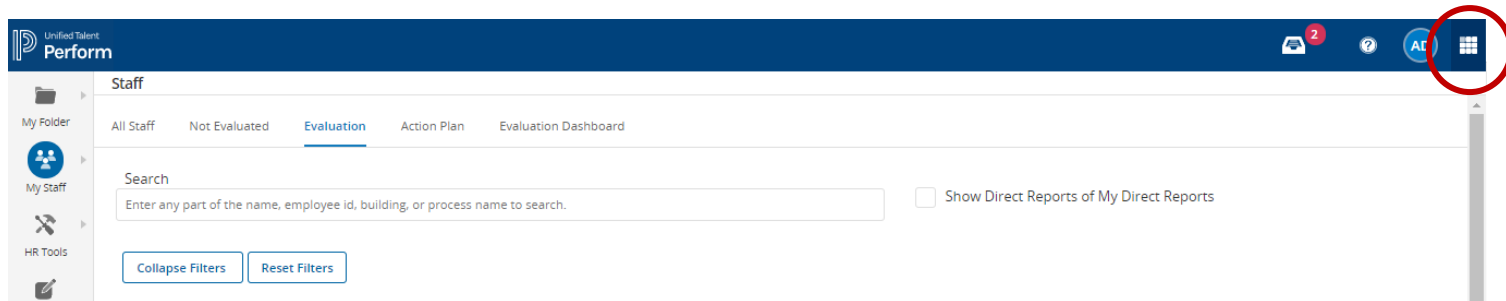 Unified Talent
Perform
2
AD
Staff
My Folder
All Staff Not Evaluated Evaluation Action Plan Evaluation Dashboard
My Staff
Search
Enter any part of the name, employee id, building, or process name to search.
Show Direct Reports of My Direct Reports
HR Tools
Collapse Filters Reset Filters